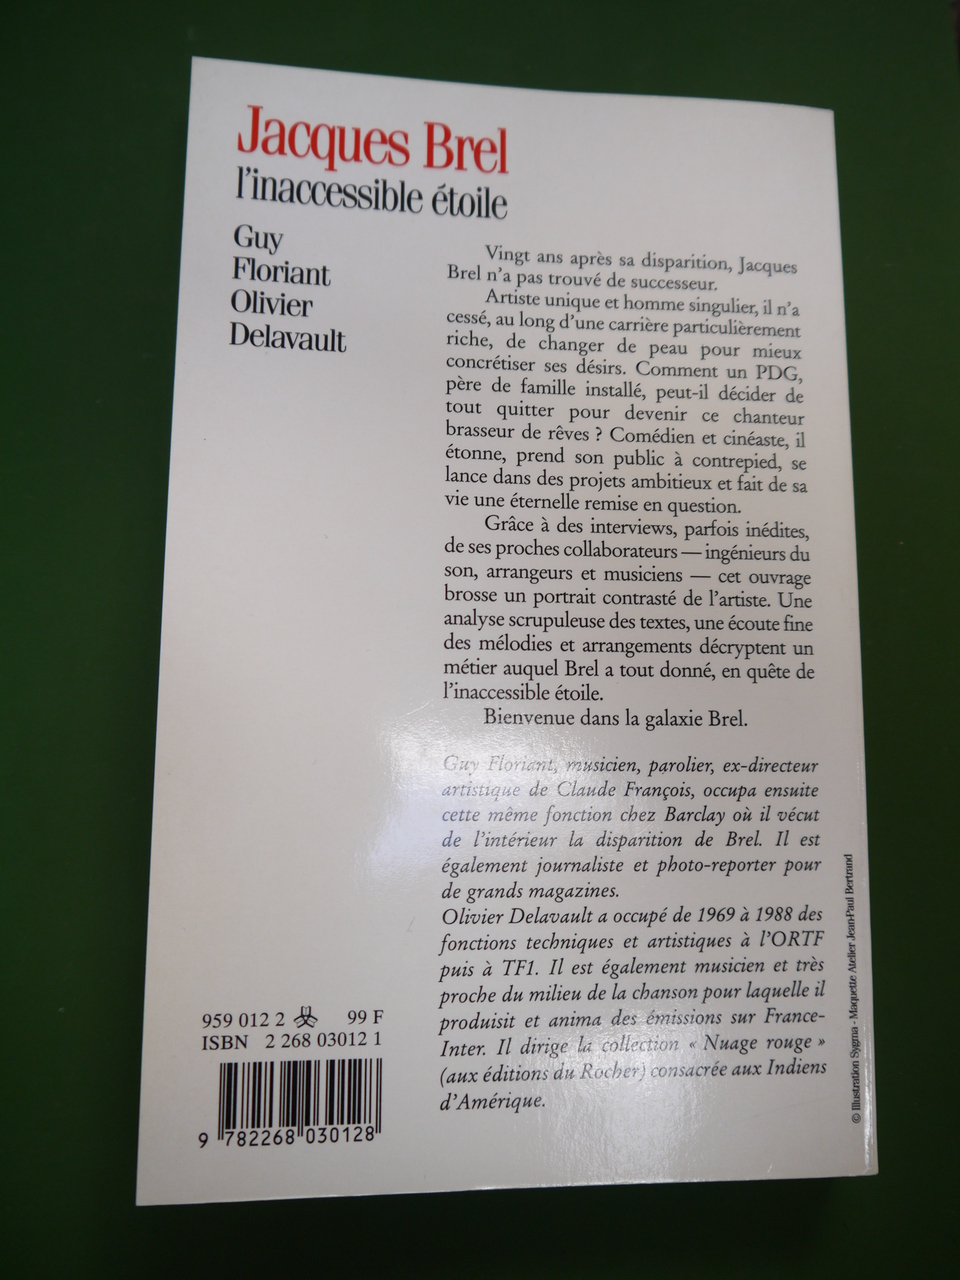 Jacques Brel
l'inaccessible étoile
Guy
Floriant
Olivier
Delavault
Vingt ans après sa disparition, Jacques
Brel n'a pas trouvé de successeur.
Artiste unique et homme singulier, il n'a
cessé, au long d'une carrière particulièrement
riche, de changer de peau pour mieux
concrétiser ses désirs. Comment un PDG,
père de famille installé, peut-il décider de
tout quitter pour devenir ce chanteur
brasseur de rêves ? Comédien et cinéaste, il
étonne, prend son public à contrepied, se
lance dans des projets ambitieux et fait de sa
vie une éternelle remise en question.
Grâce à des interviews, parfois inédites,
de ses proches collaborateurs — ingénieurs du
son, arrangeurs et musiciens — cet ouvrage
brosse un portrait contrasté de l'artiste. Une
analyse scrupuleuse des textes, une écoute fine
des mélodies et arrangements décryptent un
métier auquel Brel a tout donné, en quête de
l'inaccessible étoile.
Bienvenue dans la galaxie Brel.
Guy Floriant, musicien, parolier, ex-directeur
artistique de Claude François, occupa ensuite
cette même fonction chez Barclay où il vécut
de l'intérieur la disparition de Brel. Il est
également journaliste et photo-reporter pour
de grands magazines.
Olivier Delavault a occupé de 1969 à 1988 des
fonctions techniques et artistiques à l'ORTF
puis à TF1. Il est également musicien et très
proche du milieu de la chanson pour laquelle il
produisit et anima des émissions sur France-
Inter. Il dirige la collection « Nuage rouge »
(aux éditions du Rocher) consacrée aux Indiens
d'Amérique.
959 012 2 99 F
ISBN 2 268 03012 1
9 782268 030128
© Illustration Sygma - Maquette Atelier Jean-Paul Bertrand